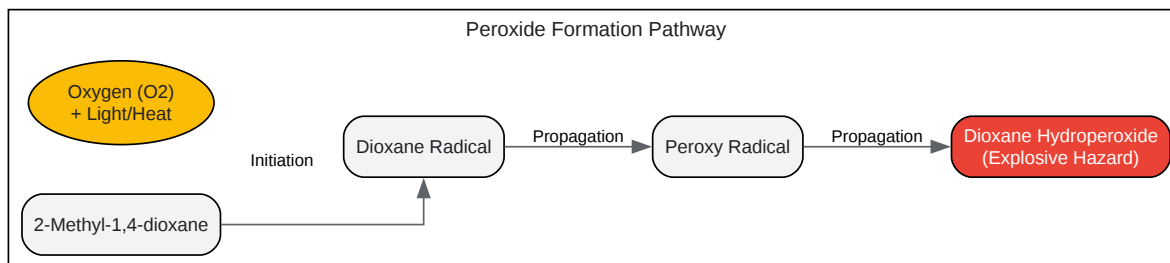 Peroxide Formation Pathway
Oxygen (O2)
+ Light/Heat
Initiation
2-Methyl-1,4-dioxane
Dioxane Radical
Propagation
Peroxy Radical
Propagation
Dioxane Hydroperoxide
(Explosive Hazard)